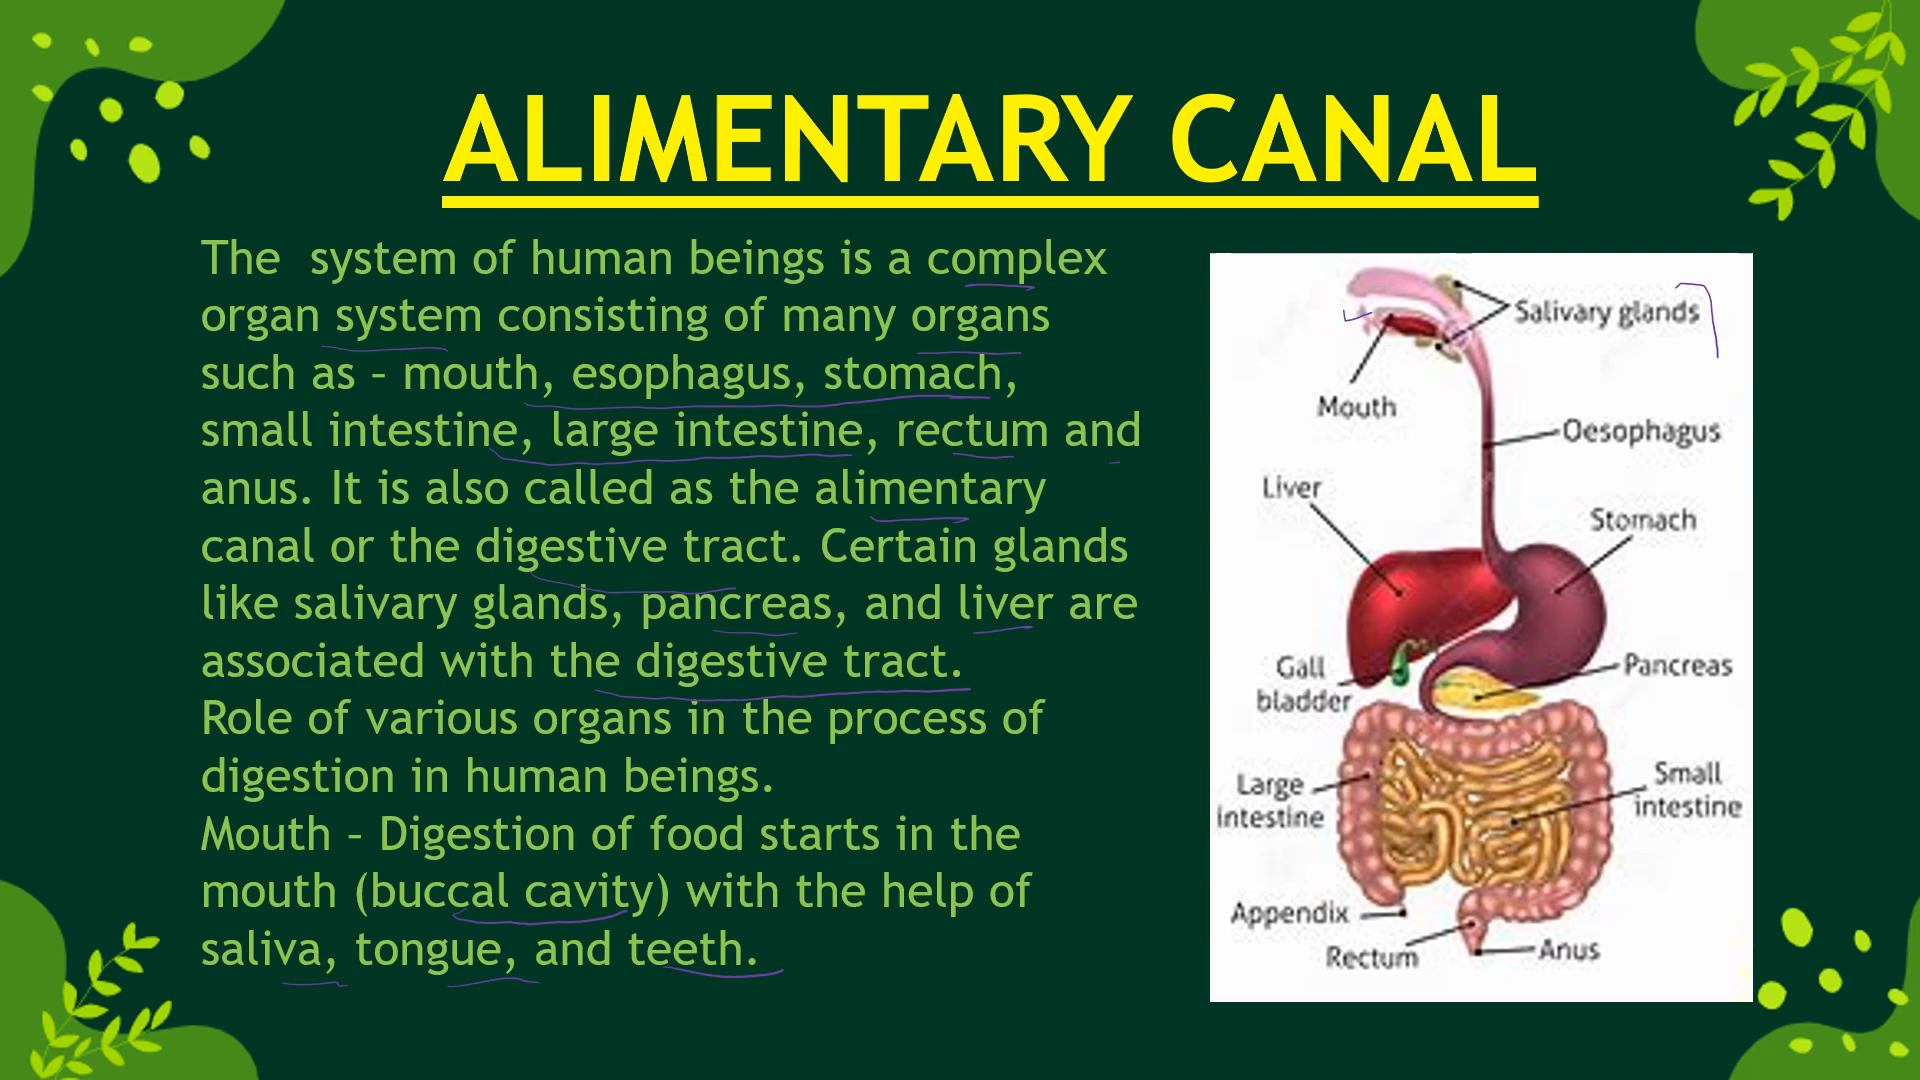 ALIMENTARY CANAL
The system of human beings is a complex
organ system consisting of many organs
such as – mouth, esophagus, stomach,
small intestine, large intestine, rectum and
anus. It is also called as the alimentary
canal or the digestive tract. Certain glands
like salivary glands, pancreas, and liver are
associated with the digestive tract.
Role of various organs in the process of
digestion in human beings.
Mouth – Digestion of food starts in the
mouth (buccal cavity) with the help of
saliva, tongue, and teeth.
Salivary glands
Mouth
Oesophagus
Liver
Stomach
Gall
bladder
Pancreas
Large
intestine
Small
intestine
Appendix
Rectum
Anus